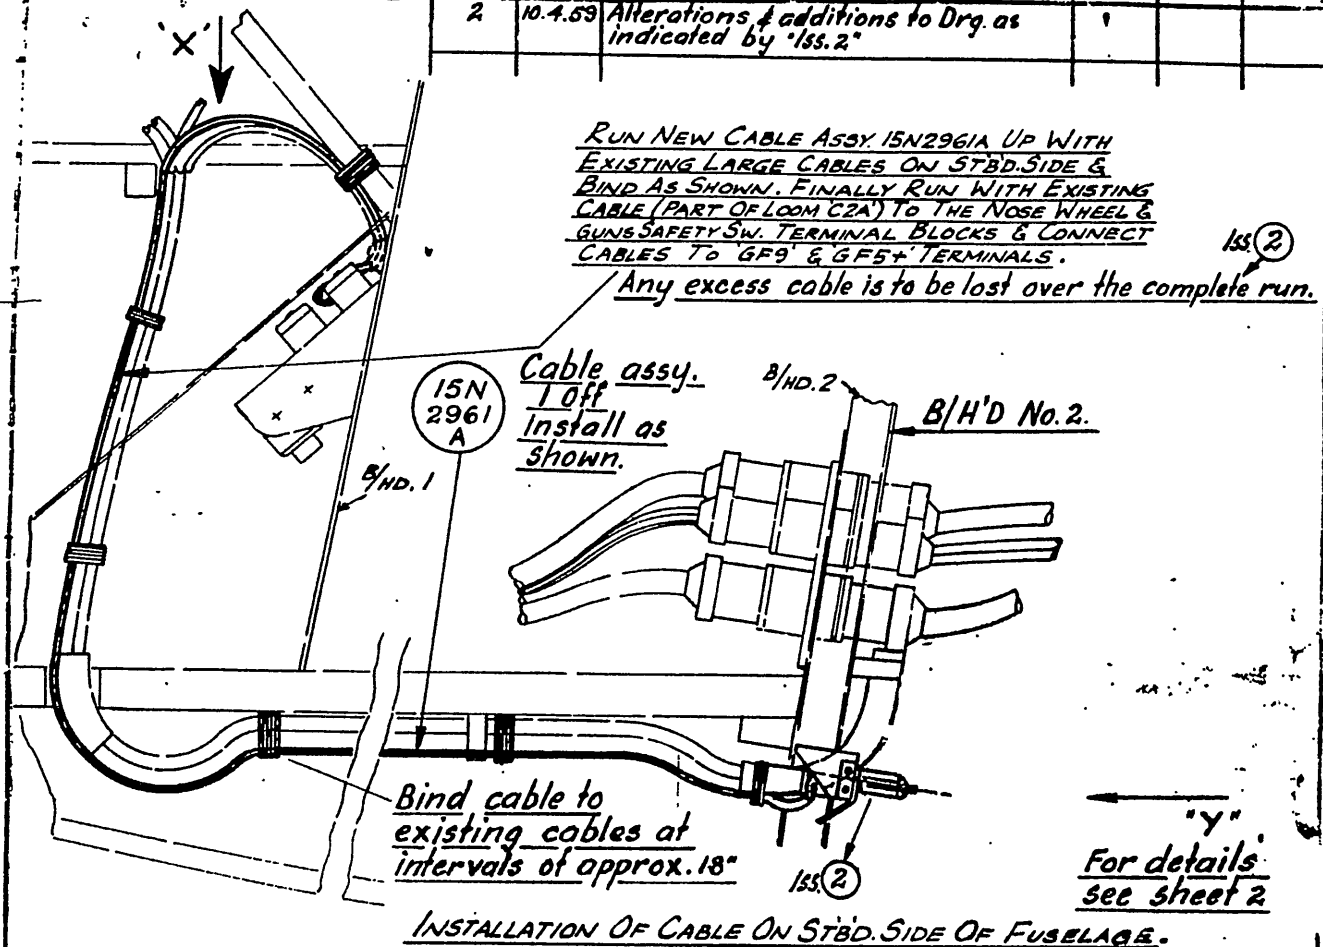 2 10.4.59 Alterations & additions to Drg. as
indicated by "Iss. 2"
'X'
RUN NEW CABLE ASSY. 15N2961A UP WITH
EXISTING LARGE CABLES ON ST'BD. SIDE &
BIND AS SHOWN. FINALLY RUN WITH EXISTING
CABLE (PART OF LOOM 'C2A') TO THE NOSE WHEEL &
GUNS SAFETY SW. TERMINAL BLOCKS & CONNECT
CABLES TO 'GF9' & 'GF5+' TERMINALS.
Iss. 2
Any excess cable is to be lost over the complete run.
15N
2961
A
Cable assy.
1 Off
Install as
shown.
B/HD. 2
B/H'D No. 2.
B/HD. 1
Bind cable to
existing cables at
intervals of approx. 18"
Iss. 2
"Y"
For details
see sheet 2
INSTALLATION OF CABLE ON ST'BD. SIDE OF FUSELAGE.